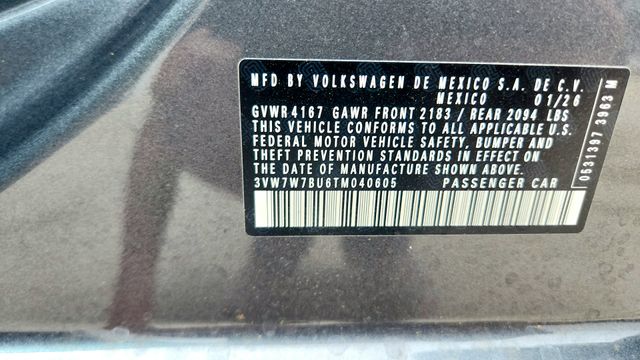 MFD BY VOLKSWAGEN DE MEXICO S.A. DE C.V.
MEXICO 01/26
GVWR 4167 GAWR FRONT 2183 / REAR 2094 LBS
THIS VEHICLE CONFORMS TO ALL APPLICABLE U.S.
FEDERAL MOTOR VEHICLE SAFETY, BUMPER AND
THEFT PREVENTION STANDARDS IN EFFECT ON
THE DATE OF MANUFACTURE SHOWN ABOVE.
3VW7W7BU6TM040605 PASSENGER CAR
0531397 3963 M